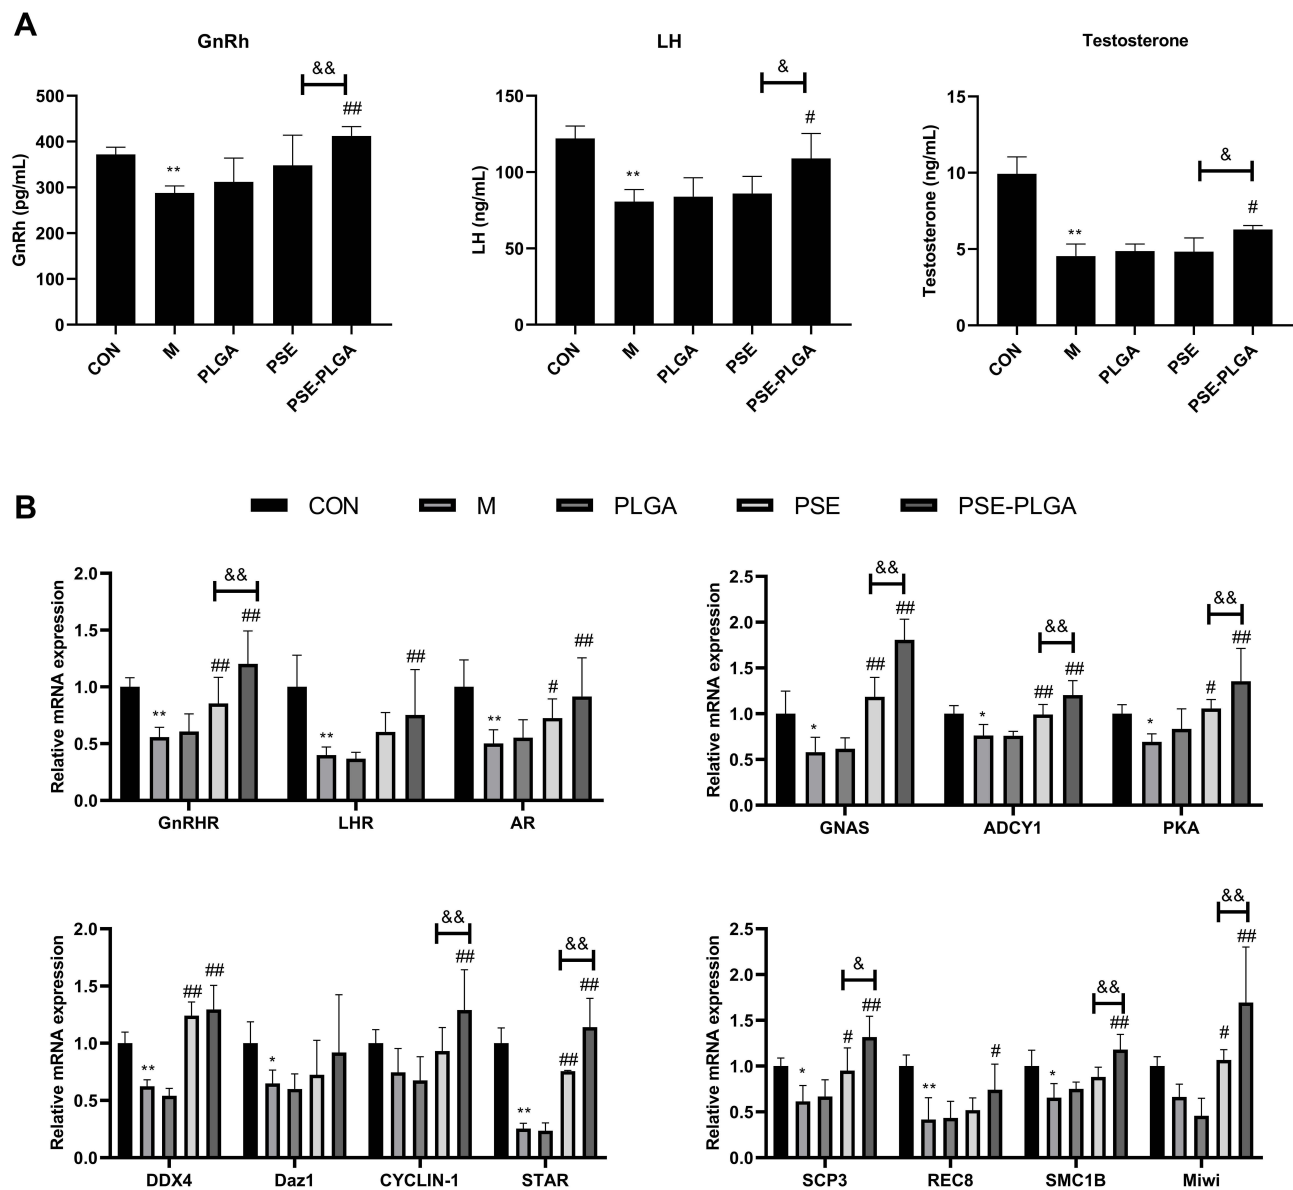 A
GnRh
LH
Testosterone
&&
&
&
##
#
#
**
**
**
GnRh (pg/mL)
500
400
300
200
100
0
CON
M
PLGA
PSE
PSE-PLGA
LH (ng/mL)
150
100
50
0
CON
M
PLGA
PSE
PSE-PLGA
Testosterone (ng/mL)
15
10
5
0
CON
M
PLGA
PSE
PSE-PLGA
B
CON M PLGA PSE PSE-PLGA
Relative mRNA expression
2.0
1.5
1.0
0.5
0.0
&&
** ## ##
** ##
** # ##
GnRHR LHR AR
Relative mRNA expression
2.5
2.0
1.5
1.0
0.5
0.0
&& && &&
* ## ##
* ## ##
* # ##
GNAS ADCY1 PKA
Relative mRNA expression
2.0
1.5
1.0
0.5
0.0
&& &&
** ## ##
*
##
** ## ##
DDX4 Daz1 CYCLIN-1 STAR
Relative mRNA expression
2.5
2.0
1.5
1.0
0.5
0.0
& && &&
* # ##
** #
* ##
# ##
SCP3 REC8 SMC1B Miwi